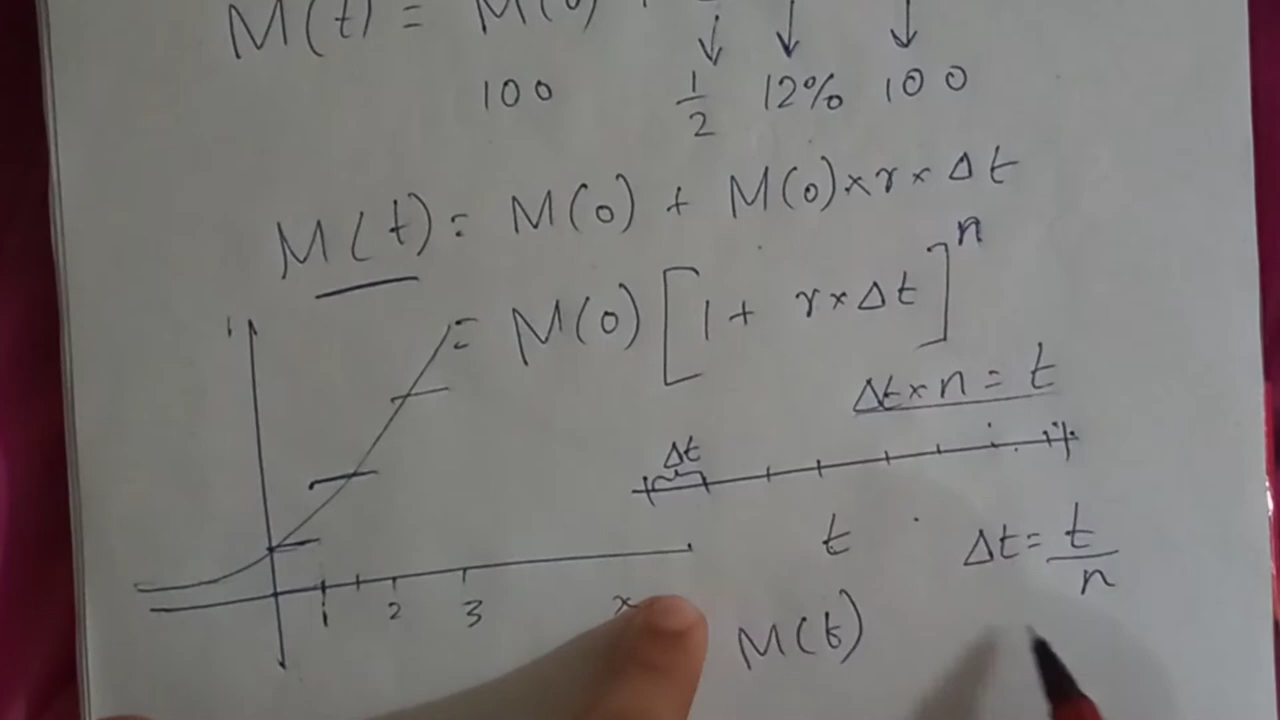 M(t) = M(0)
100 1/2 12% 100
M(t) = M(0) + M(0) × r × Δt
= M(0) [1 + r × Δt]^n
Δt × n = t
Δt
t
Δt = t/n
1 2 3 x
M(t)